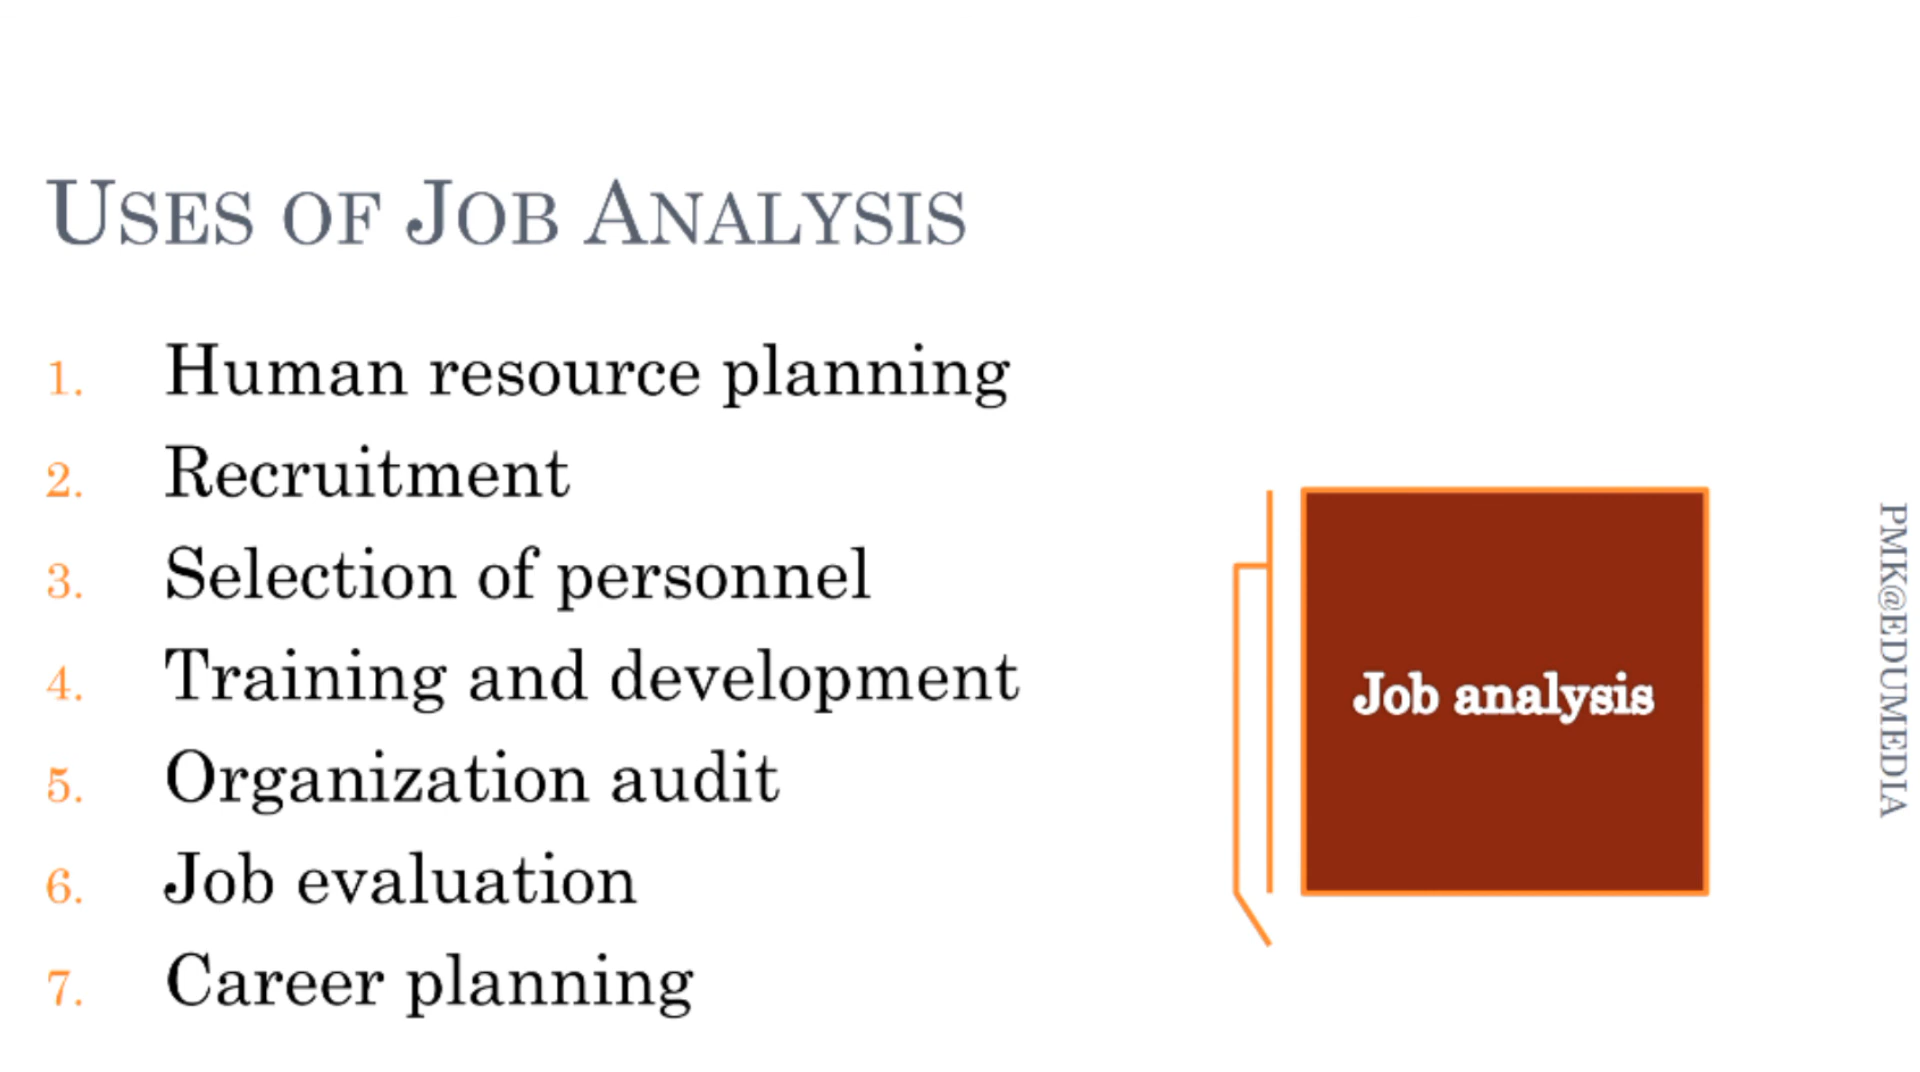 USES OF JOB ANALYSIS
1. Human resource planning
2. Recruitment
3. Selection of personnel
4. Training and development
5. Organization audit
6. Job evaluation
7. Career planning
Job analysis
PMK@EDUMEDIA